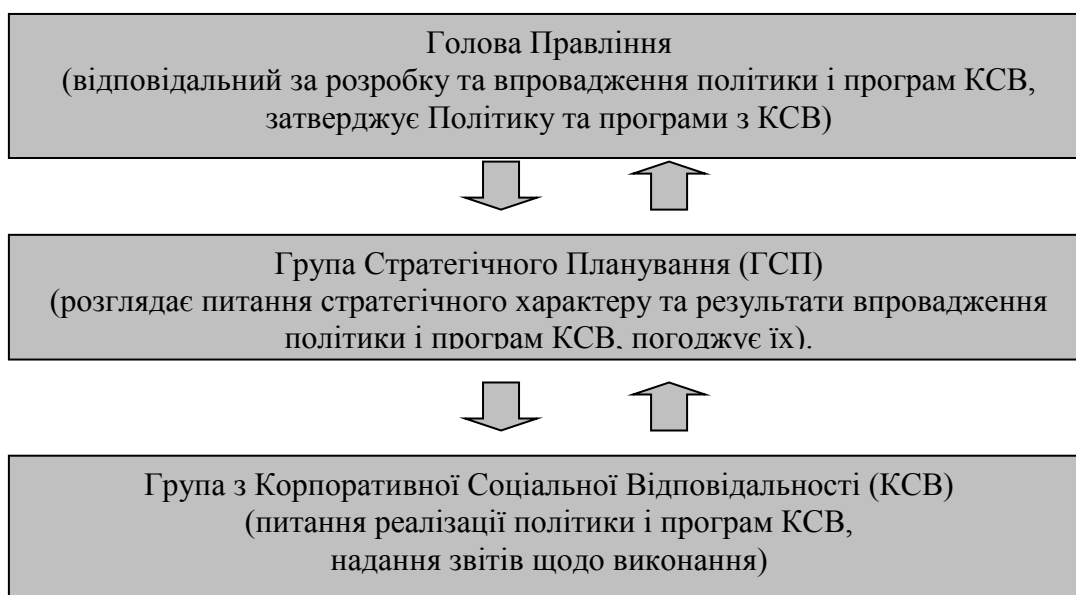 Голова Правління
(відповідальний за розробку та впровадження політики і програм КСВ,
затверджує Політику та програми з КСВ)
Група Стратегічного Планування (ГСП)
(розглядає питання стратегічного характеру та результати впровадження
політики і програм КСВ, погоджує їх).
Група з Корпоративної Соціальної Відповідальності (КСВ)
(питання реалізації політики і програм КСВ,
надання звітів щодо виконання)